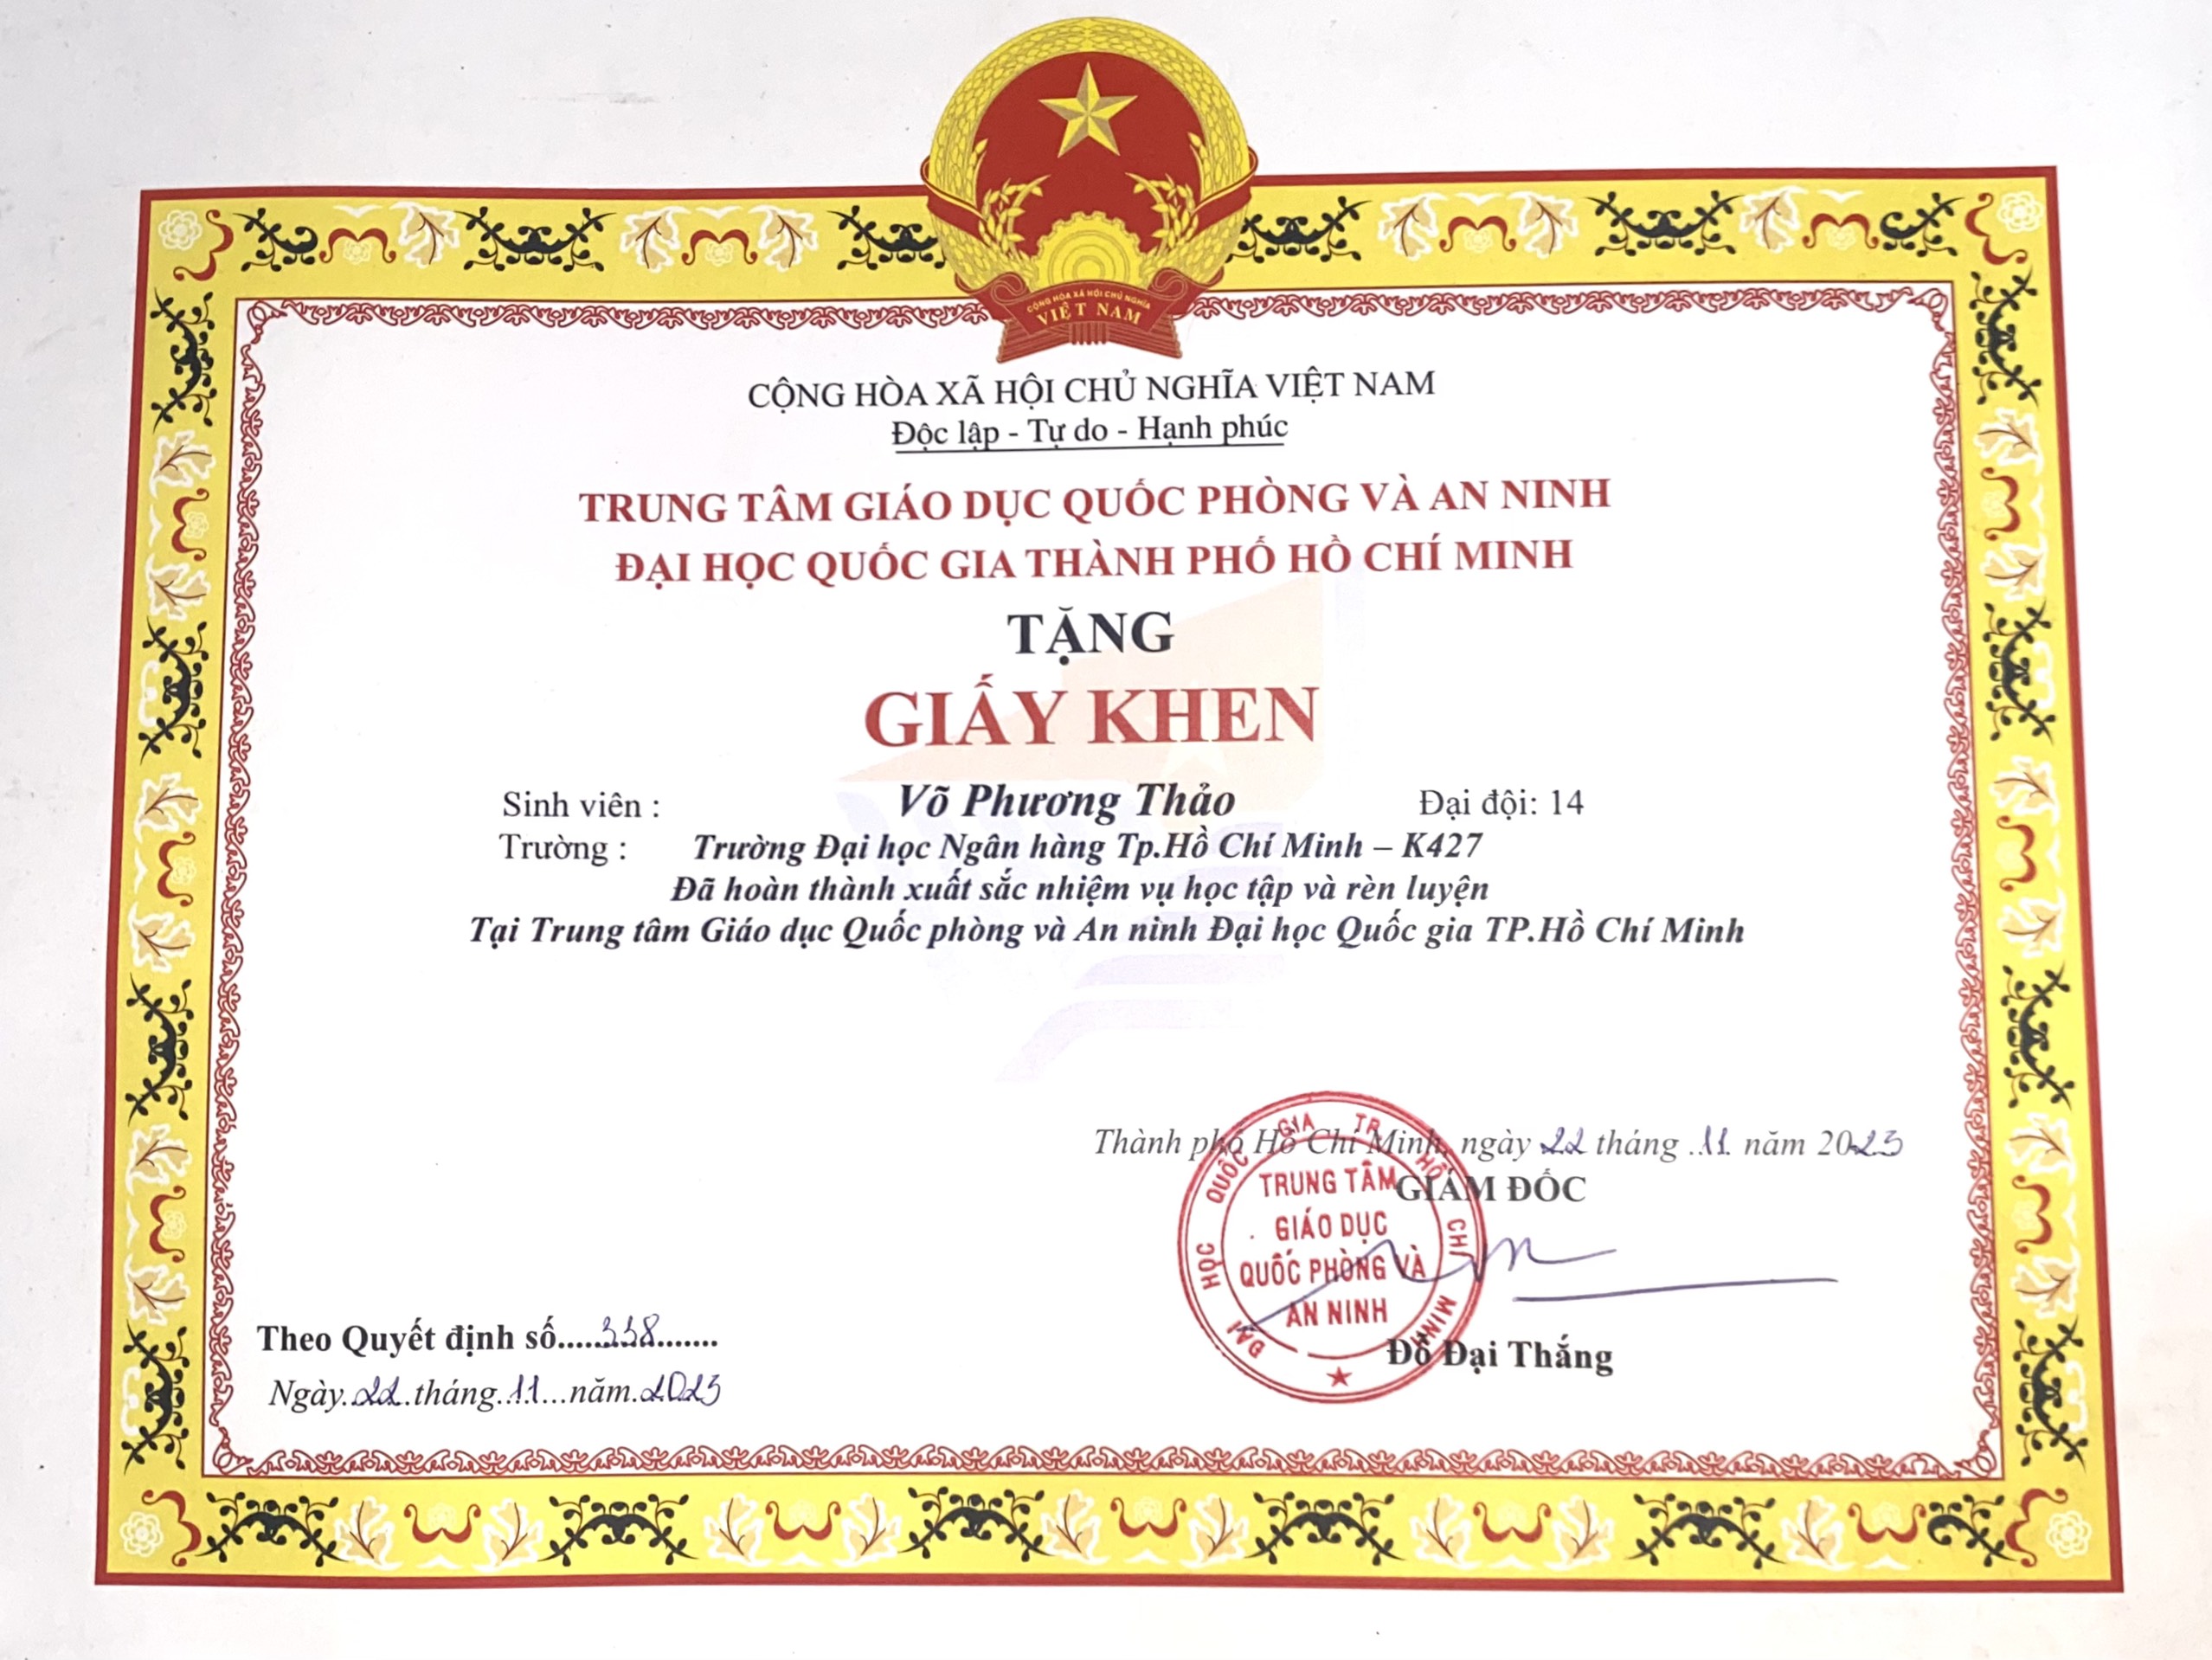 CỘNG HÒA XÃ HỘI CHỦ NGHĨA
VIỆT NAM
CỘNG HÒA XÃ HỘI CHỦ NGHĨA VIỆT NAM
Độc lập - Tự do - Hạnh phúc
TRUNG TÂM GIÁO DỤC QUỐC PHÒNG VÀ AN NINH
ĐẠI HỌC QUỐC GIA THÀNH PHỐ HỒ CHÍ MINH
TẶNG
GIẤY KHEN
Sinh viên : Võ Phương Thảo Đại đội: 14
Trường : Trường Đại học Ngân hàng Tp.Hồ Chí Minh – K427
Đã hoàn thành xuất sắc nhiệm vụ học tập và rèn luyện
Tại Trung tâm Giáo dục Quốc phòng và An ninh Đại học Quốc gia TP.Hồ Chí Minh
Thành phố Hồ Chí Minh, ngày 22 tháng 11 năm 2023
GIÁM ĐỐC
ĐẠI HỌC QUỐC GIA TP. HỒ CHÍ MINH
TRUNG TÂM
GIÁO DỤC
QUỐC PHÒNG VÀ
AN NINH
Đỗ Đại Thắng
Theo Quyết định số.....338.......
Ngày..22.tháng..11...năm.2023